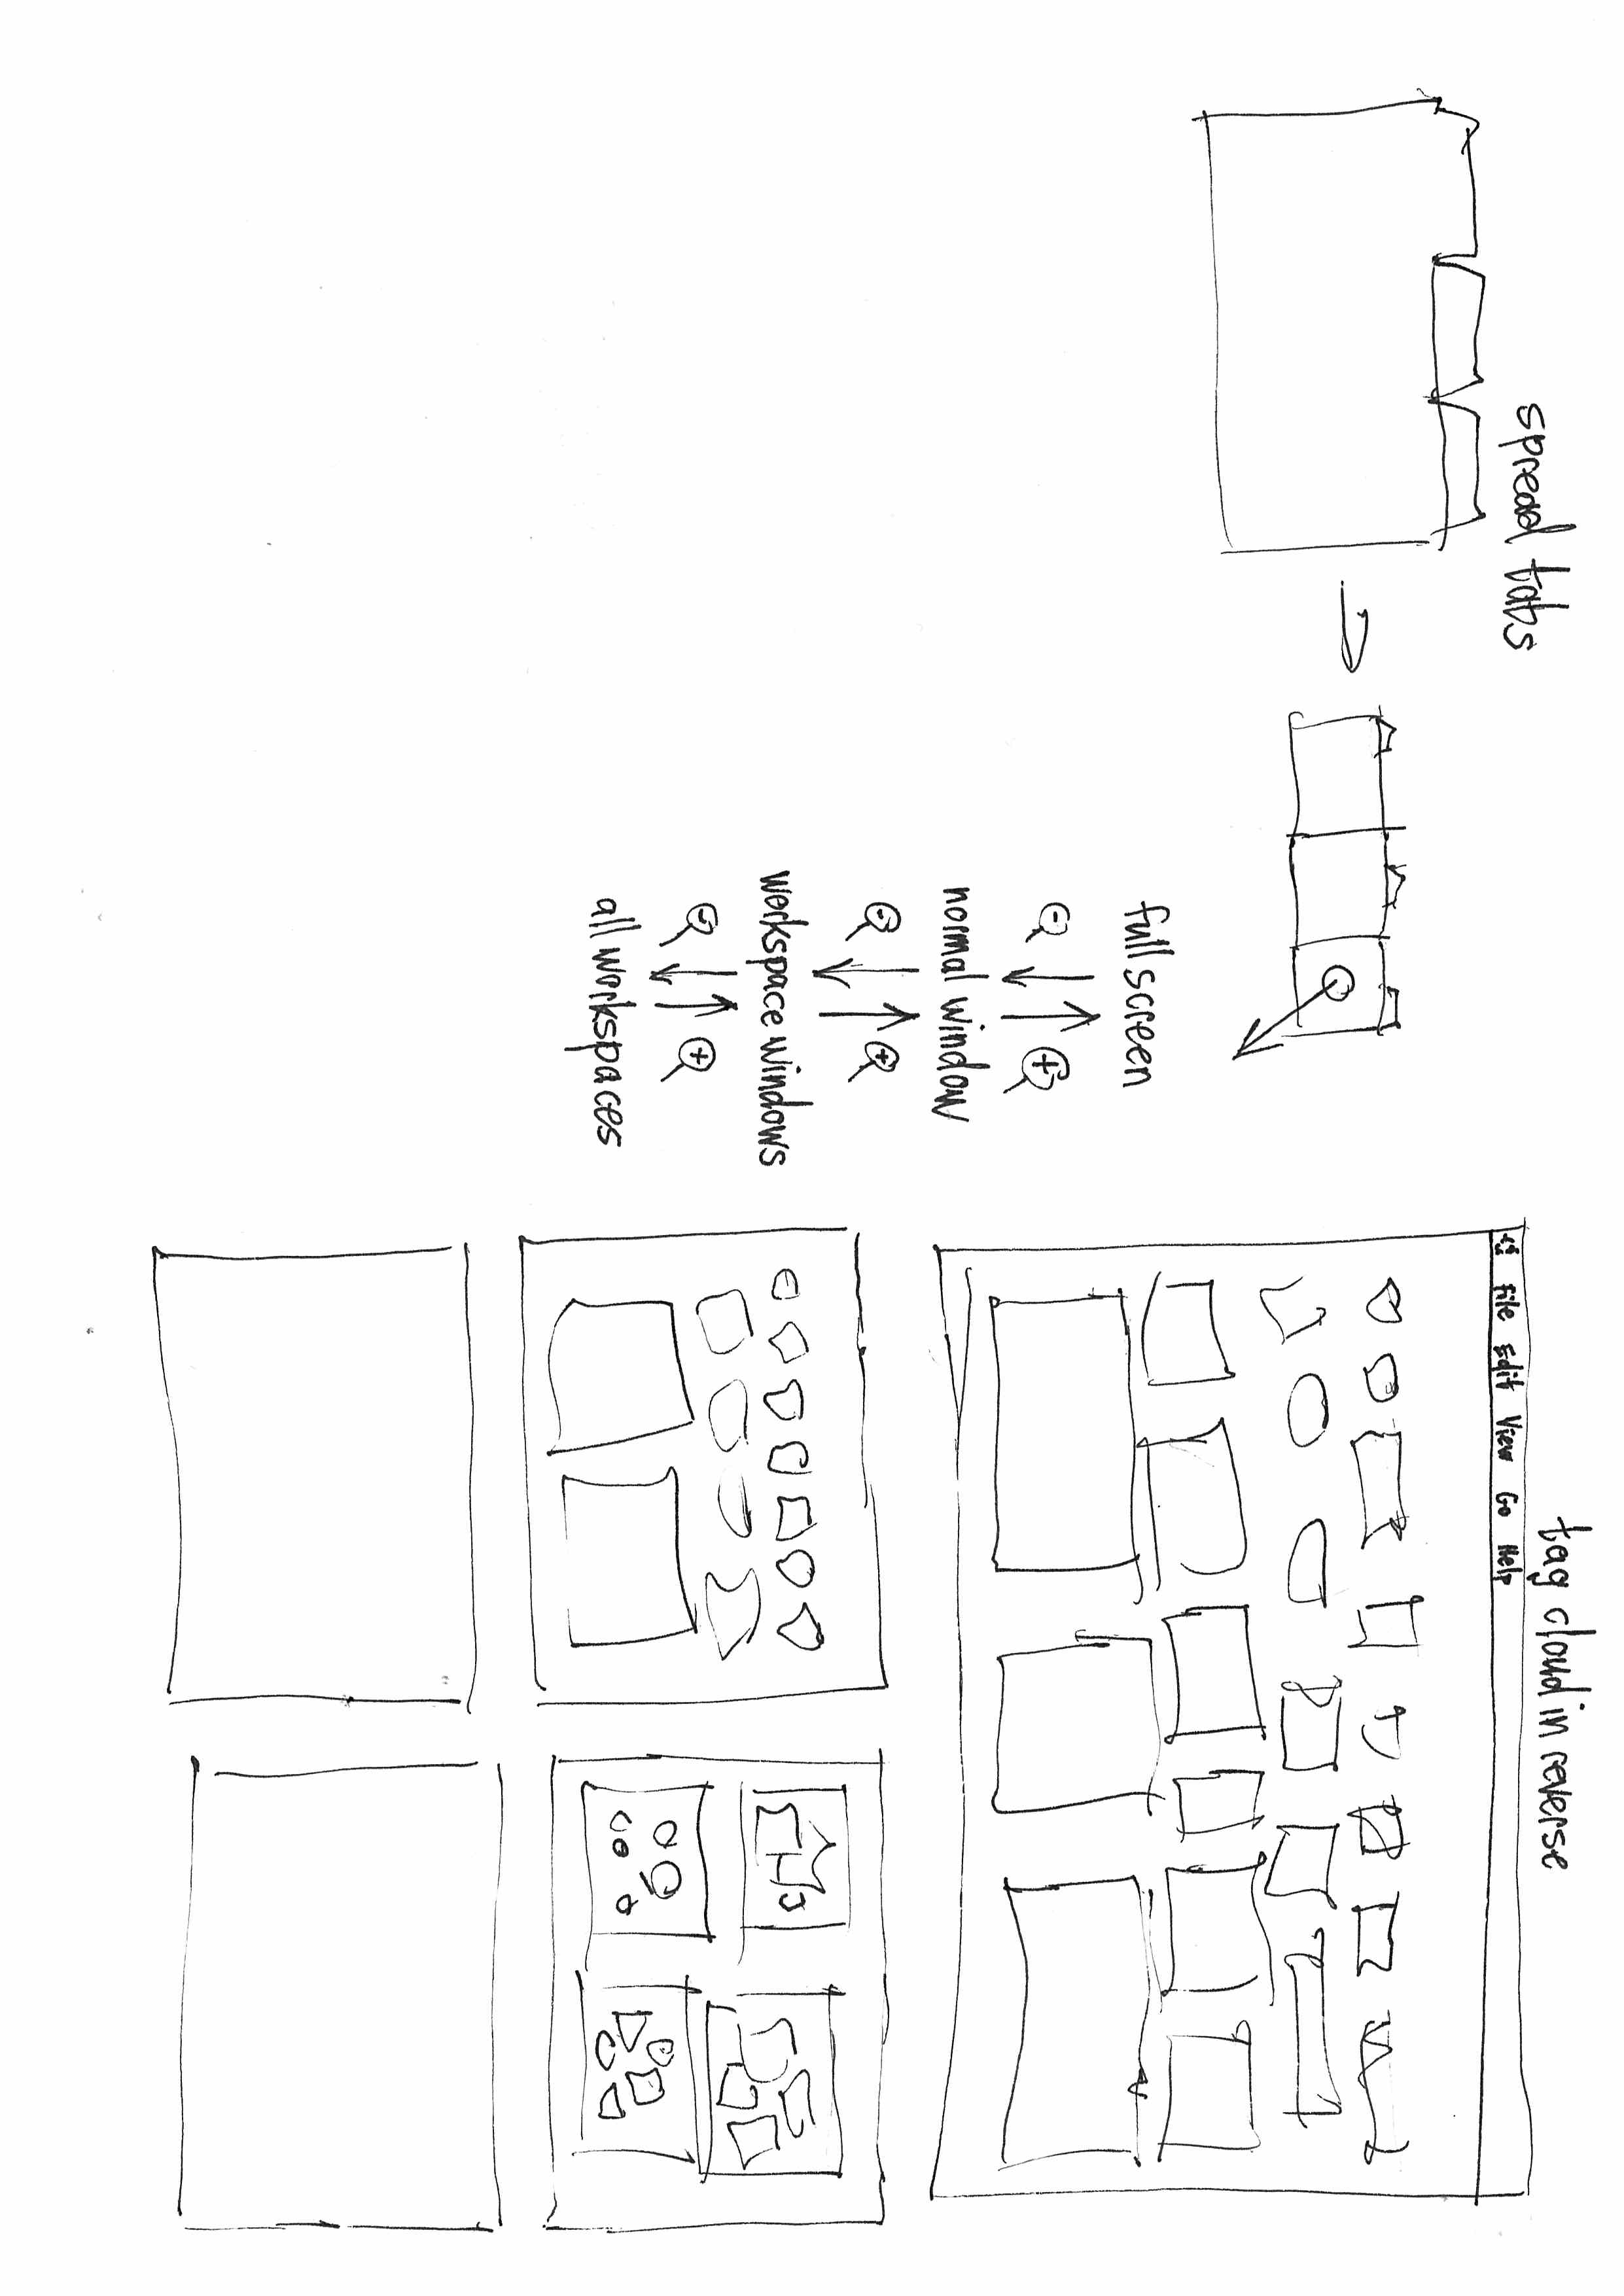 spread tabs
full screen
normal window
workspace windows
all workspaces
tag cloud in reverse
File Edit View Go Help